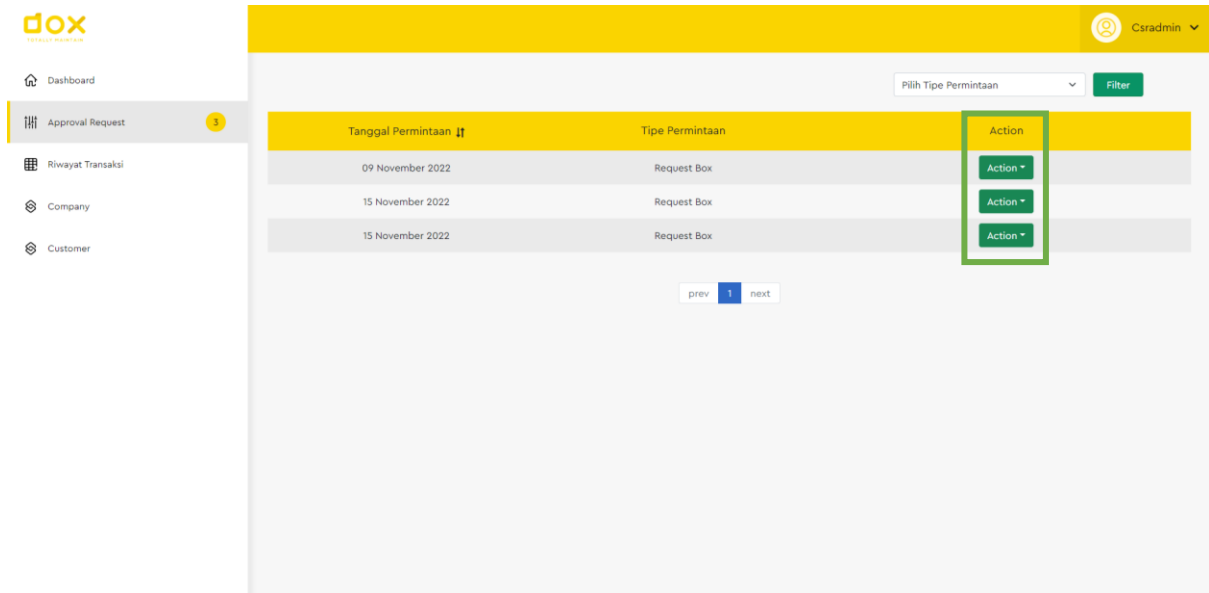 dox
TOTALLY MAINTAIN
Csradmin
Dashboard
Pilih Tipe Permintaan
Filter
Approval Request 3
Tanggal Permintaan Tipe Permintaan Action
09 November 2022 Request Box Action
Riwayat Transaksi
15 November 2022 Request Box Action
Company
15 November 2022 Request Box Action
Customer
prev 1 next